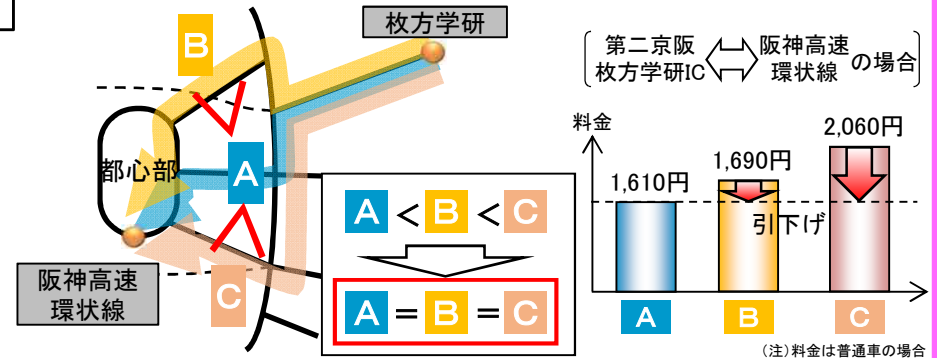 枚方学研
B
都心部
A
C
阪神高速
環状線
A < B < C
A = B = C
第二京阪
枚方学研IC
阪神高速
環状線
の場合
料金
1,610円
1,690円
2,060円
引下げ
A
B
C
(注)料金は普通車の場合